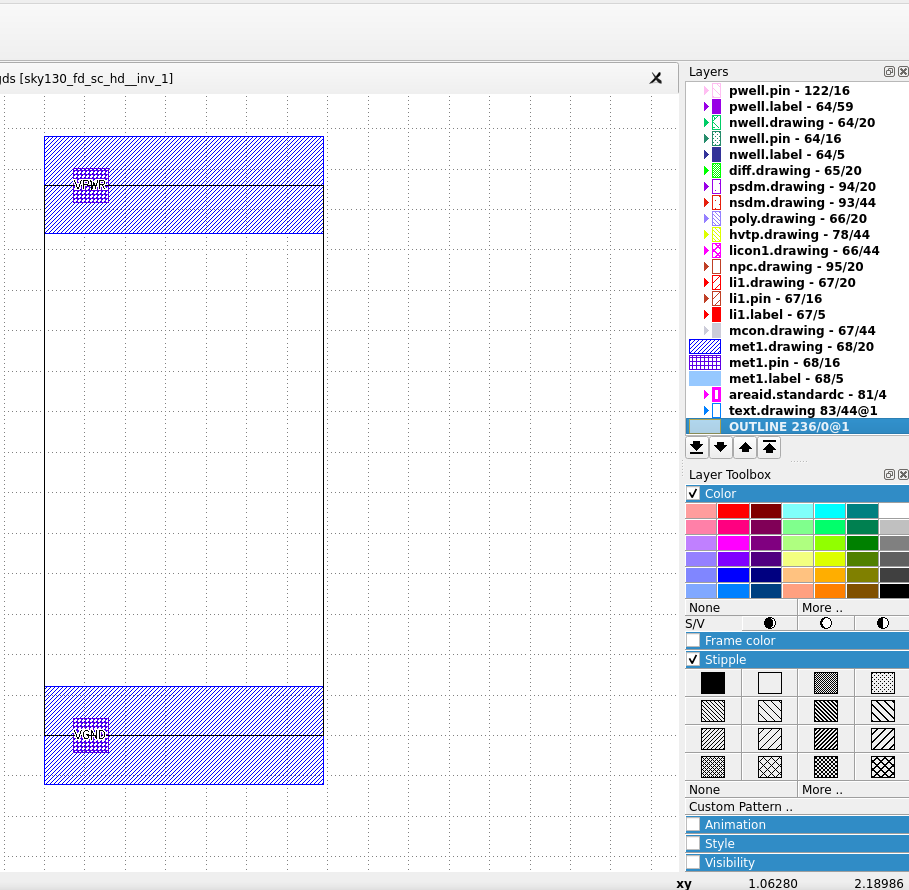 gds [sky130_fd_sc_hd__inv_1]
VPWR
VGND
Layers
pwell.pin - 122/16
pwell.label - 64/59
nwell.drawing - 64/20
nwell.pin - 64/16
nwell.label - 64/5
diff.drawing - 65/20
psdm.drawing - 94/20
nsdm.drawing - 93/44
poly.drawing - 66/20
hvtp.drawing - 78/44
licon1.drawing - 66/44
npc.drawing - 95/20
li1.drawing - 67/20
li1.pin - 67/16
li1.label - 67/5
mcon.drawing - 67/44
met1.drawing - 68/20
met1.pin - 68/16
met1.label - 68/5
areaid.standardc - 81/4
text.drawing 83/44@1
OUTLINE 236/0@1
Layer Toolbox
Color
None More ..
S/V
Frame color
Stipple
None More ..
Custom Pattern ..
Animation
Style
Visibility
xy 1.06280 2.18986